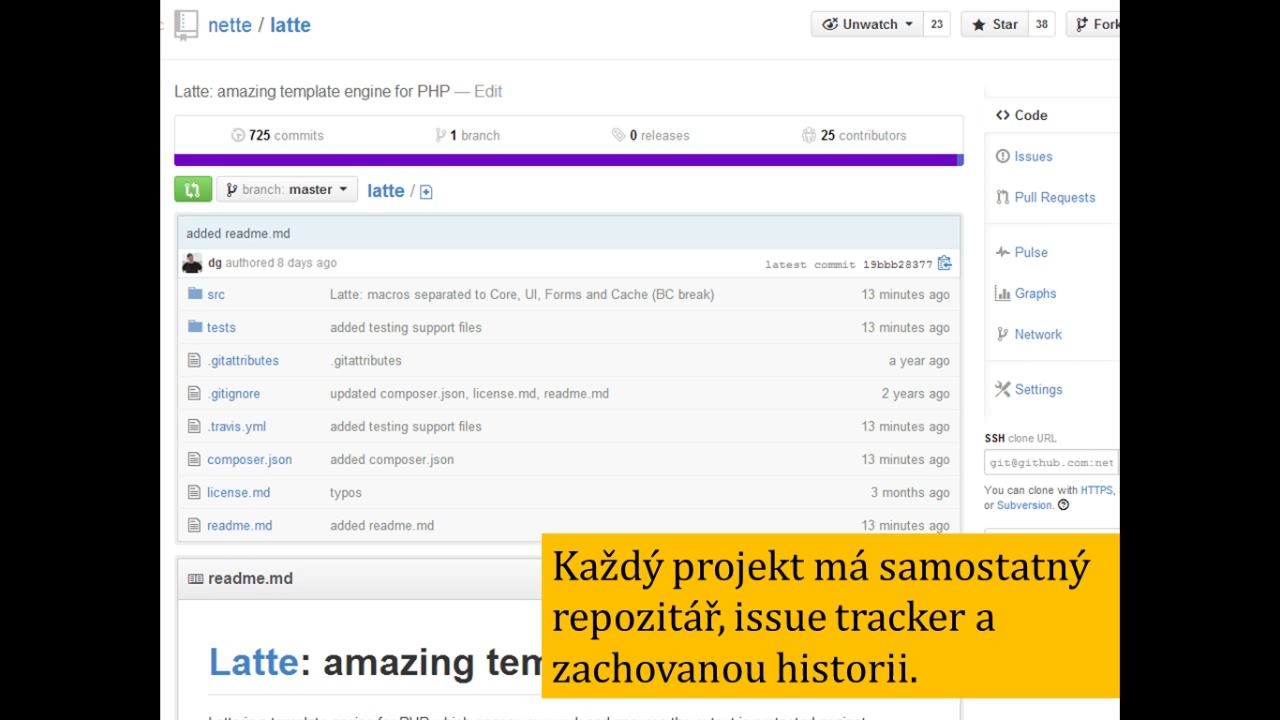 nette / latte
Unwatch 23 Star 38 Fork
Latte: amazing template engine for PHP — Edit
725 commits 1 branch 0 releases 25 contributors
branch: master latte /
added readme.md
dg authored 8 days ago latest commit 19bbb28377
src Latte: macros separated to Core, UI, Forms and Cache (BC break) 13 minutes ago
tests added testing support files 13 minutes ago
.gitattributes .gitattributes a year ago
.gitignore updated composer.json, license.md, readme.md 2 years ago
.travis.yml added testing support files 13 minutes ago
composer.json added composer.json 13 minutes ago
license.md typos 3 months ago
readme.md added readme.md 13 minutes ago
readme.md
Latte: amazing tem
Code
Issues
Pull Requests
Pulse
Graphs
Network
Settings
SSH clone URL
git@github.com:net
You can clone with HTTPS,
or Subversion.
Každý projekt má samostatný
repozitář, issue tracker a
zachovanou historii.